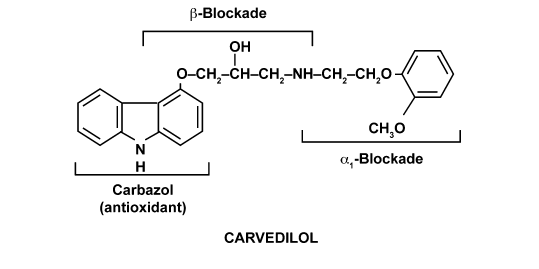 β-Blockade
OH
O–CH₂–CH–CH₂–NH–CH₂–CH₂O
CH₃O
N
H
α₁-Blockade
Carbazol
(antioxidant)
CARVEDILOL